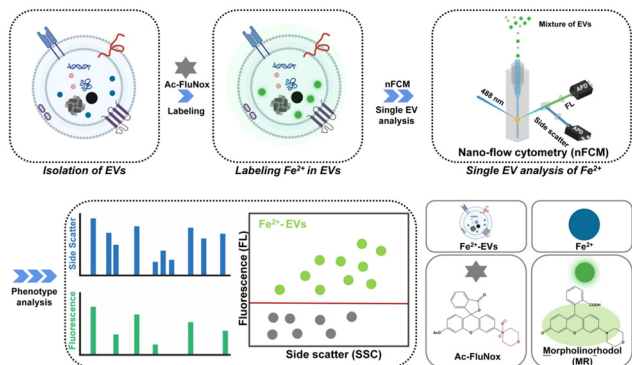 Ac-FluNox
Labeling
nFCM
Single EV
analysis
Mixture of EVs
488 nm
FL
APD
Side scatter
APD
Nano-flow cytometry (nFCM)
Isolation of EVs
Labeling Fe²⁺ in EVs
Single EV analysis of Fe²⁺
Phenotype
analysis
Side Scatter
Fluorescence
Fluorescence (FL)
Fe²⁺-EVs
Side scatter (SSC)
Fe²⁺-EVs
Fe²⁺
AcO
O
O
N
O
O
Ac-FluNox
COOH
O
O
N
O
Morpholinorhodol
(MR)